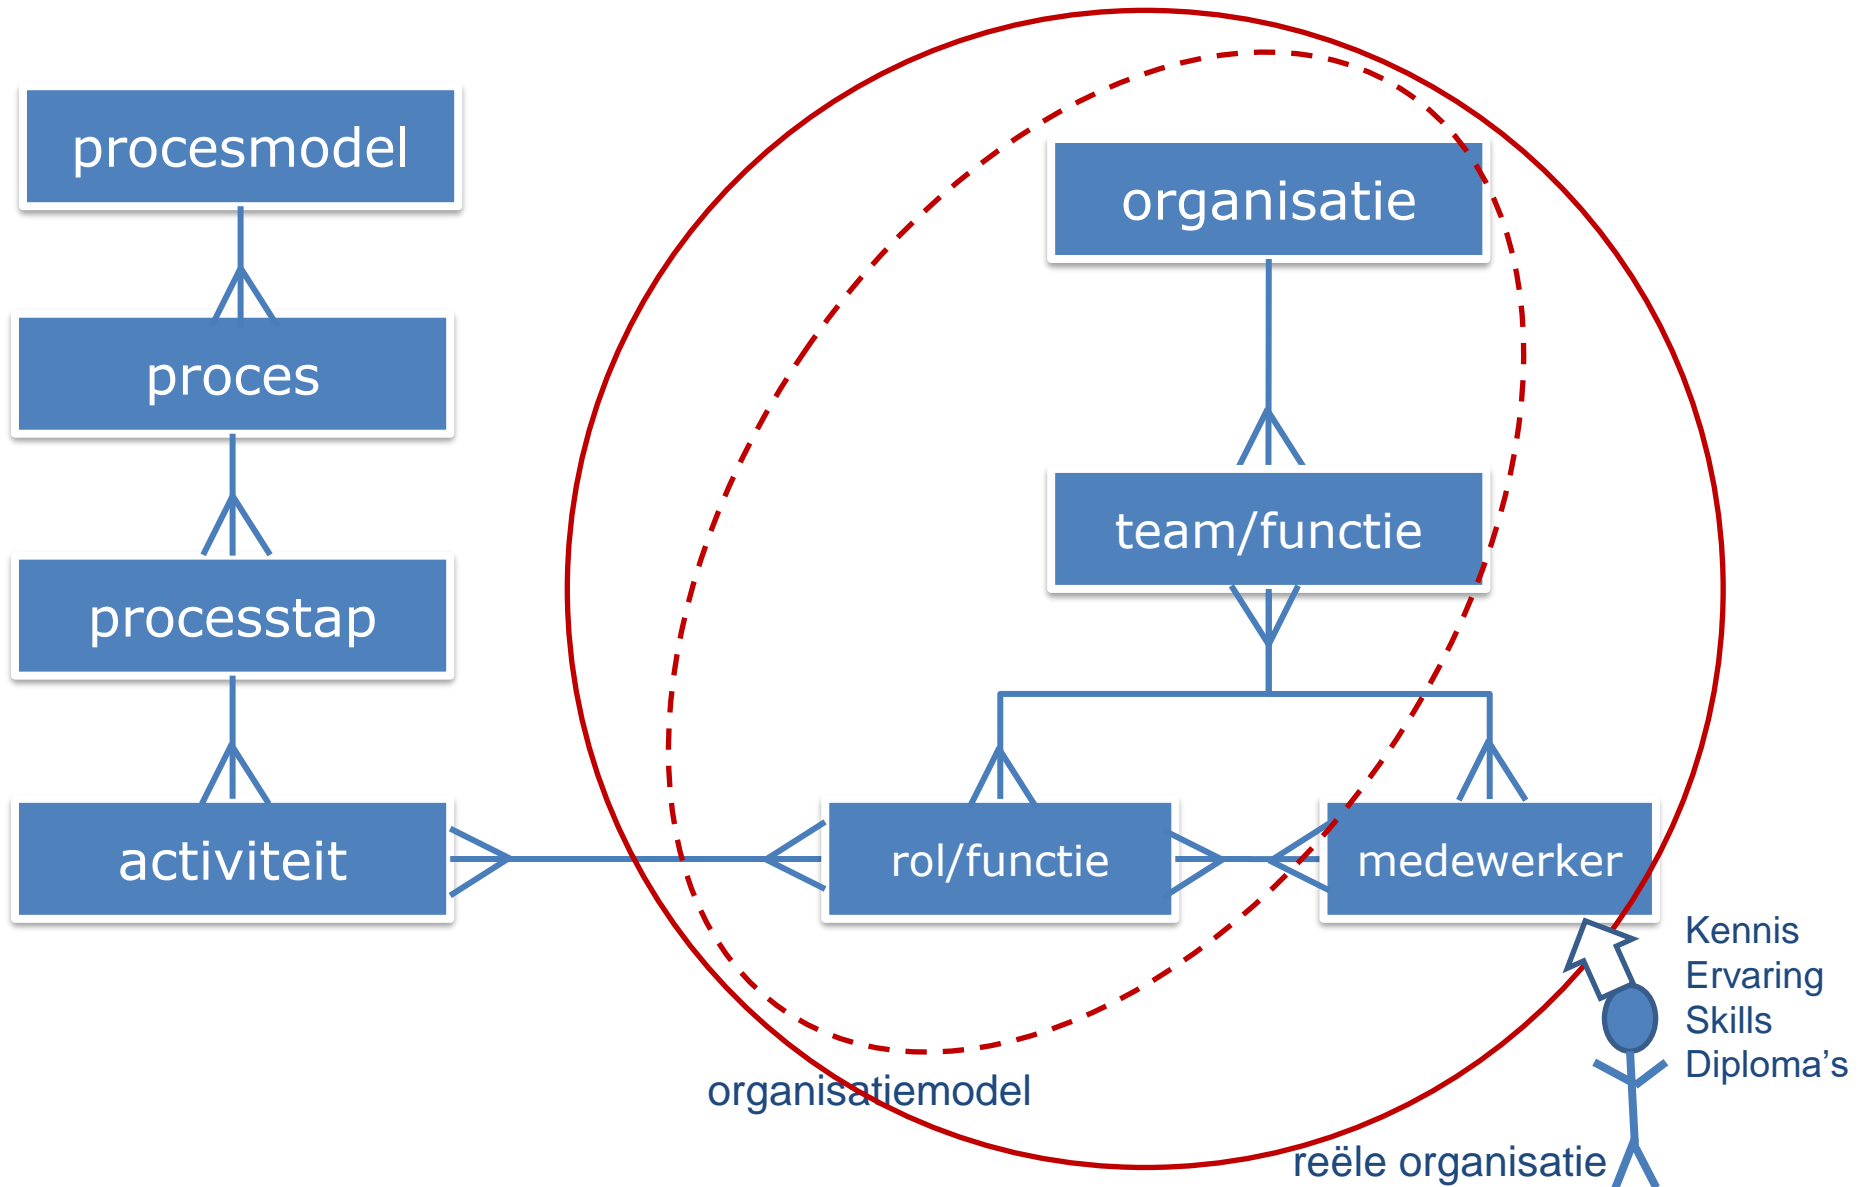 procesmodel
proces
processtap
activiteit
organisatie
team/functie
rol/functie
medewerker
Kennis
Ervaring
Skills
Diploma's
organisatiemodel
reële organisatie